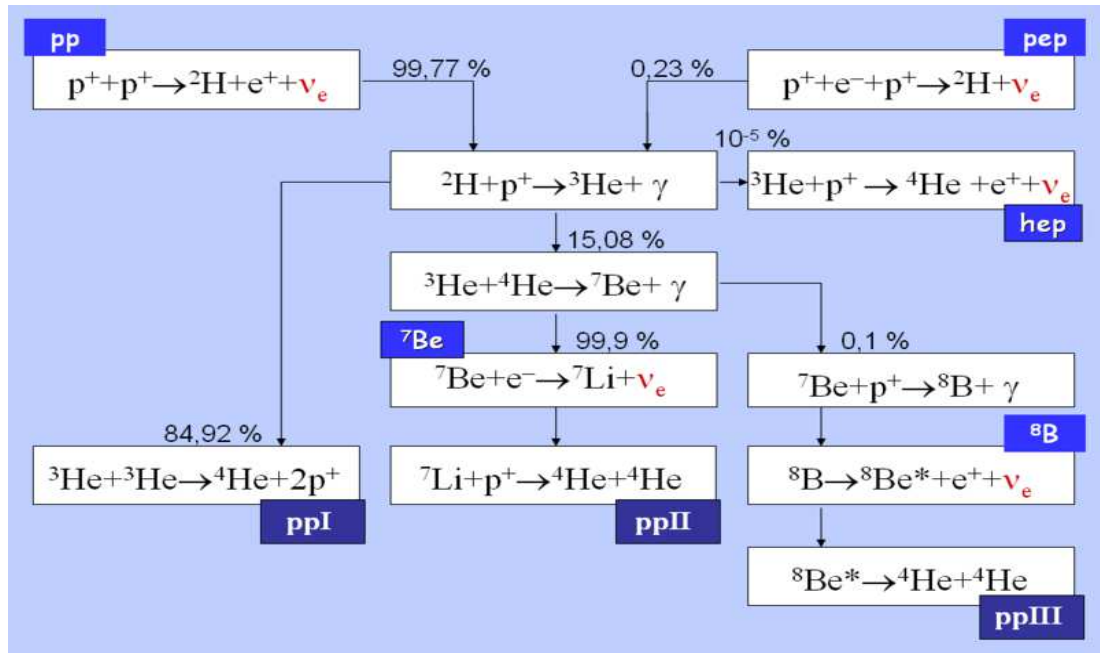 pp
pep
p⁺+p⁺→²H+e⁺+νₑ
99,77 %
0,23 %
p⁺+e⁻+p⁺→²H+νₑ
10⁻⁵ %
²H+p⁺→³He+ γ
³He+p⁺ → ⁴He +e⁺+νₑ
hep
15,08 %
³He+⁴He→⁷Be+ γ
⁷Be
99,9 %
0,1 %
⁷Be+e⁻→⁷Li+νₑ
⁷Be+p⁺→⁸B+ γ
84,92 %
⁸B
³He+³He→⁴He+2p⁺
⁷Li+p⁺→⁴He+⁴He
⁸B→⁸Be*+e⁺+νₑ
ppI
ppII
⁸Be*→⁴He+⁴He
ppIII